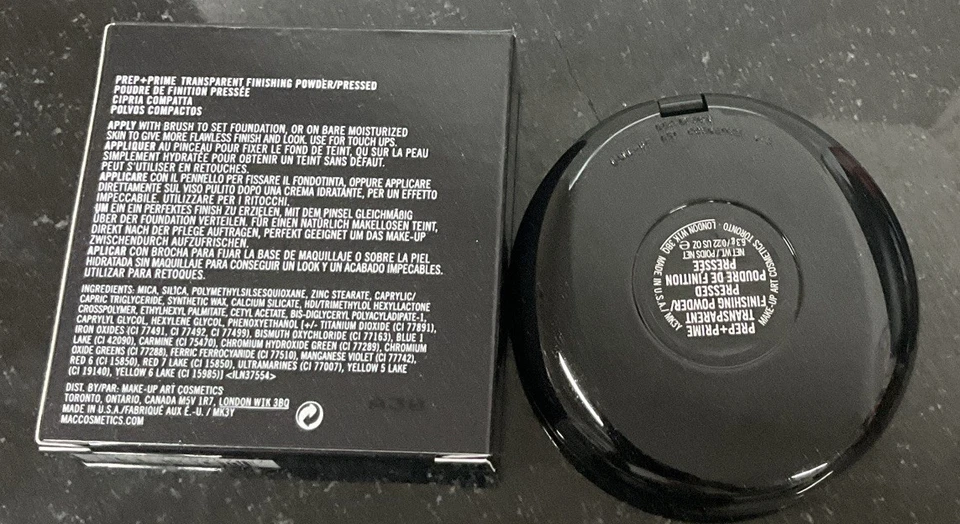 PREP+PRIME TRANSPARENT FINISHING POWDER/PRESSED
POUDRE DE FINITION PRESSÉE
CIPRIA COMPATTA
POLVOS COMPACTOS
APPLY WITH BRUSH TO SET FOUNDATION, OR ON BARE MOISTURIZED
SKIN TO GIVE MORE FLAWLESS FINISH AND LOOK. USE FOR TOUCH UPS.
APPLIQUER AU PINCEAU POUR FIXER LE FOND DE TEINT, OU SUR LA PEAU
SIMPLEMENT HYDRATÉE POUR OBTENIR UN TEINT SANS DÉFAUT.
PEUT S'UTILISER EN RETOUCHES.
APPLICARE CON IL PENNELLO PER FISSARE IL FONDOTINTA, OPPURE APPLICARE
DIRETTAMENTE SUL VISO PULITO DOPO UNA CREMA IDRATANTE, PER UN EFFETTO
IMPECCABILE. UTILIZZARE PER I RITOCCHI.
UM EIN EIN PERFEKTES FINISH ZU ERZIELEN, MIT DEM PINSEL GLEICHMÄßIG
ÜBER DER FOUNDATION VERTEILEN. FÜR EINEN NATÜRLICH MAKELLOSEN TEINT,
DIREKT NACH DER PFLEGE AUFTRAGEN, PERFEKT GEEIGNET UM DAS MAKE-UP
ZWISCHENDURCH AUFZUFRISCHEN.
APLICAR CON BROCHA PARA FIJAR LA BASE DE MAQUILLAJE O SOBRE LA PIEL
HIDRATADA SIN MAQUILLAJE PARA CONSEGUIR UN LOOK Y UN ACABADO IMPECABLES.
UTILIZAR PARA RETOQUES.
INGREDIENTS: MICA, SILICA, POLYMETHYLSILSESQUIOXANE, ZINC STEARATE, CAPRYLIC/
CAPRIC TRIGLYCERIDE, SYNTHETIC WAX, CALCIUM SILICATE, HDI/TRIMETHYLOL HEXYLLACTONE
CROSSPOLYMER, ETHYLHEXYL PALMITATE, CETYL ACETATE, BIS-DIGLYCERYL POLYACYLADIPATE-1,
CAPRYLYL GLYCOL, HEXYLENE GLYCOL, PHENOXYETHANOL [+/- TITANIUM DIOXIDE (CI 77891),
IRON OXIDES (CI 77491, CI 77492, CI 77499), BISMUTH OXYCHLORIDE (CI 77163), BLUE 1
LAKE (CI 42090), CARMINE (CI 75470), CHROMIUM HYDROXIDE GREEN (CI 77289), CHROMIUM
OXIDE GREENS (CI 77288), FERRIC FERROCYANIDE (CI 77510), MANGANESE VIOLET (CI 77742),
RED 6 (CI 15850), RED 7 LAKE (CI 15850), ULTRAMARINES (CI 77007), YELLOW 5 LAKE
(CI 19140), YELLOW 6 LAKE (CI 15985)] <ILN37554>
DIST. BY/PAR: MAKE-UP ART COSMETICS
TORONTO, ONTARIO, CANADA M5V 1R7, LONDON W1K 3BQ
MADE IN U.S.A./FABRIQUÉ AUX É.-U. / MK3Y
MACCOSMETICS.COM
PREP+PRIME
TRANSPARENT
FINISHING POWDER/
PRESSED
POUDRE DE FINITION
PRESSÉE
NET WT./POIDS NET
8.3 g / 0.2 US OZ e
MAKE-UP ART COSMETICS TORONTO LONDON W1K 3BQ MADE IN U.S.A./ MK3Y